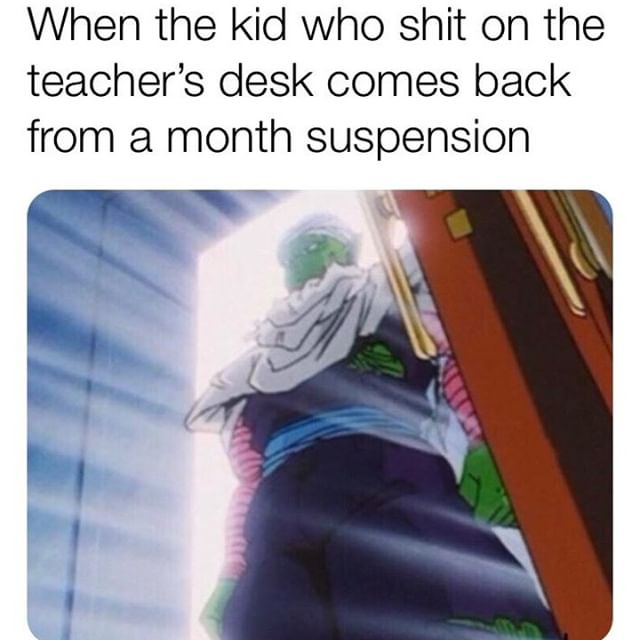 When the kid who shit on the
teacher’s desk comes back
from a month suspension